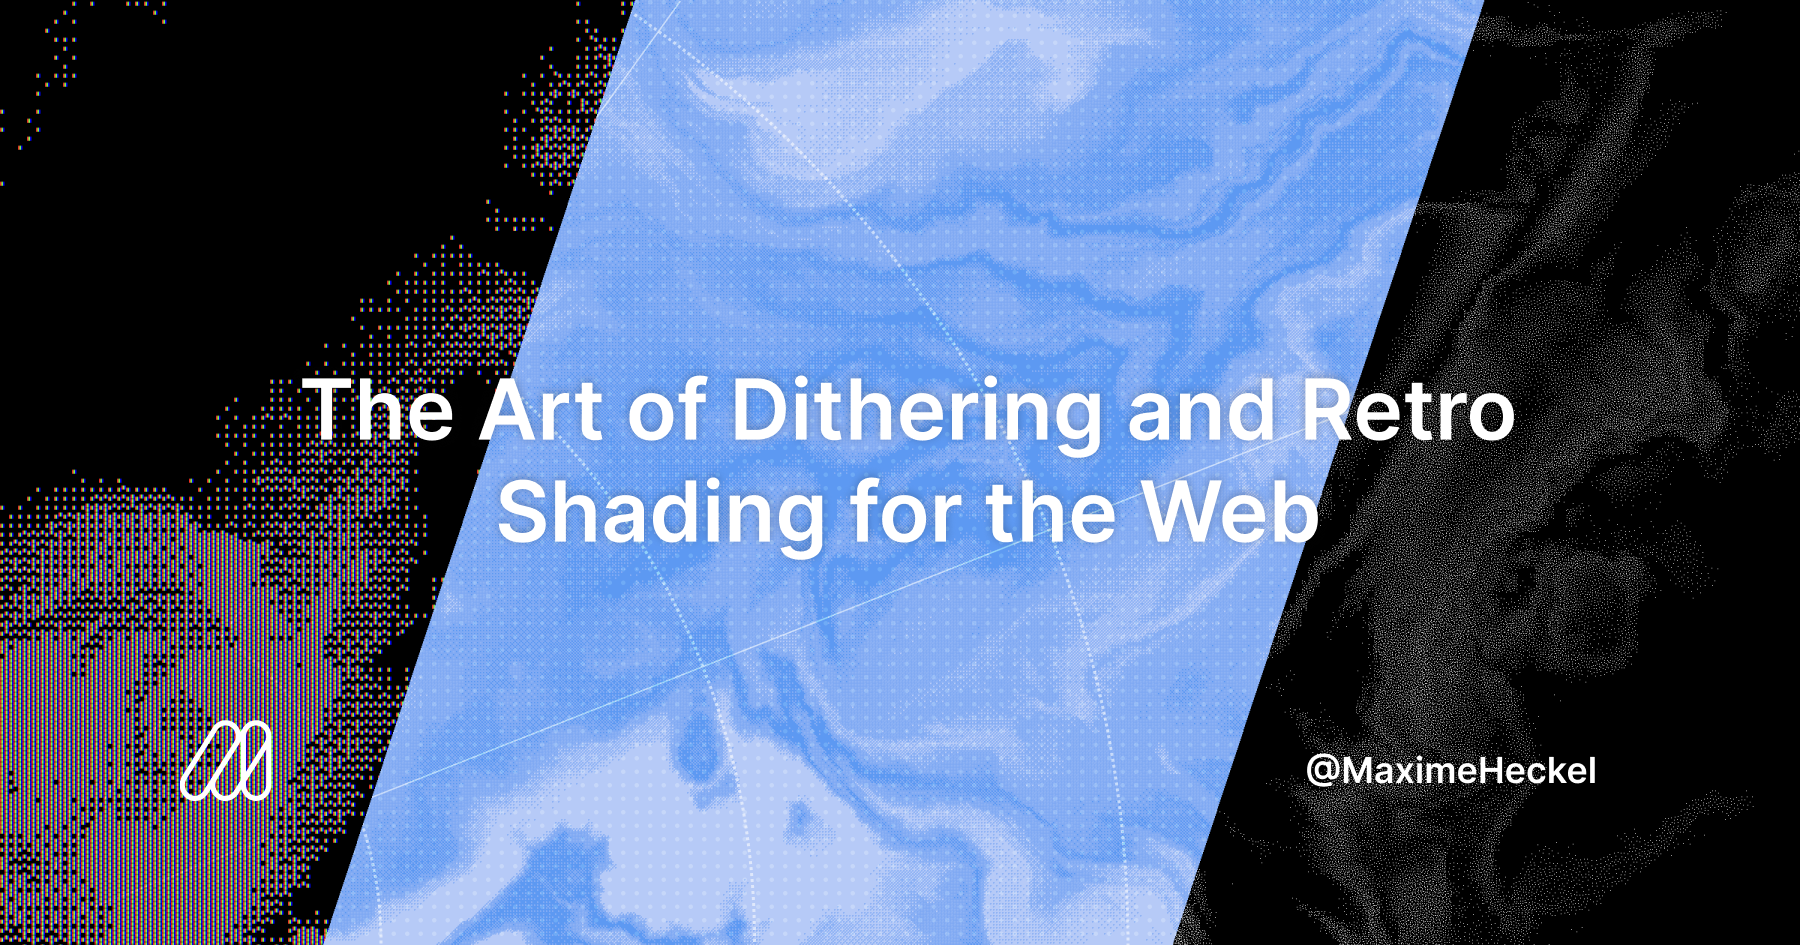 The Art of Dithering and Retro
Shading for the Web
@MaximeHeckel